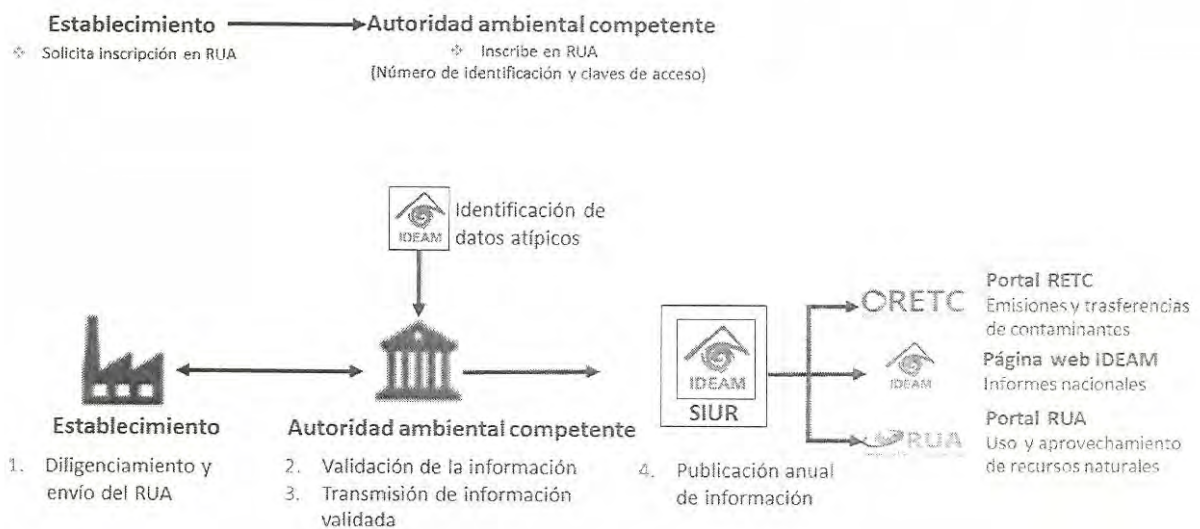 Establecimiento
Autoridad ambiental competente
Solicita inscripción en RUA
Inscribe en RUA
(Número de identificación y claves de acceso)
IDEAM
Identificación de
datos atípicos
Establecimiento
1. Diligenciamiento y
envío del RUA
Autoridad ambiental competente
2. Validación de la información
3. Transmisión de información
validada
IDEAM
SIUR
4. Publicación anual
de información
RETC
Portal RETC
Emisiones y trasferencias
de contaminantes
IDEAM
Página web IDEAM
Informes nacionales
RUA
Portal RUA
Uso y aprovechamiento
de recursos naturales